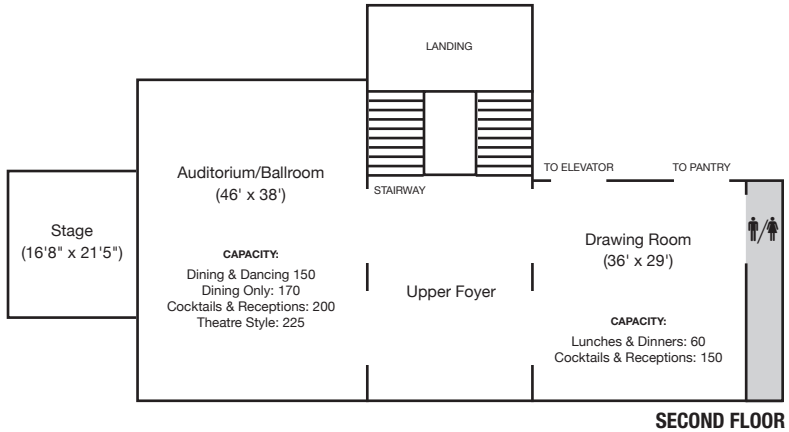 LANDING
STAIRWAY
TO ELEVATOR
TO PANTRY
Auditorium/Ballroom
(46' x 38')
CAPACITY:
Dining & Dancing 150
Dining Only: 170
Cocktails & Receptions: 200
Theatre Style: 225
Stage
(16'8" x 21'5")
Upper Foyer
Drawing Room
(36' x 29')
CAPACITY:
Lunches & Dinners: 60
Cocktails & Receptions: 150
SECOND FLOOR